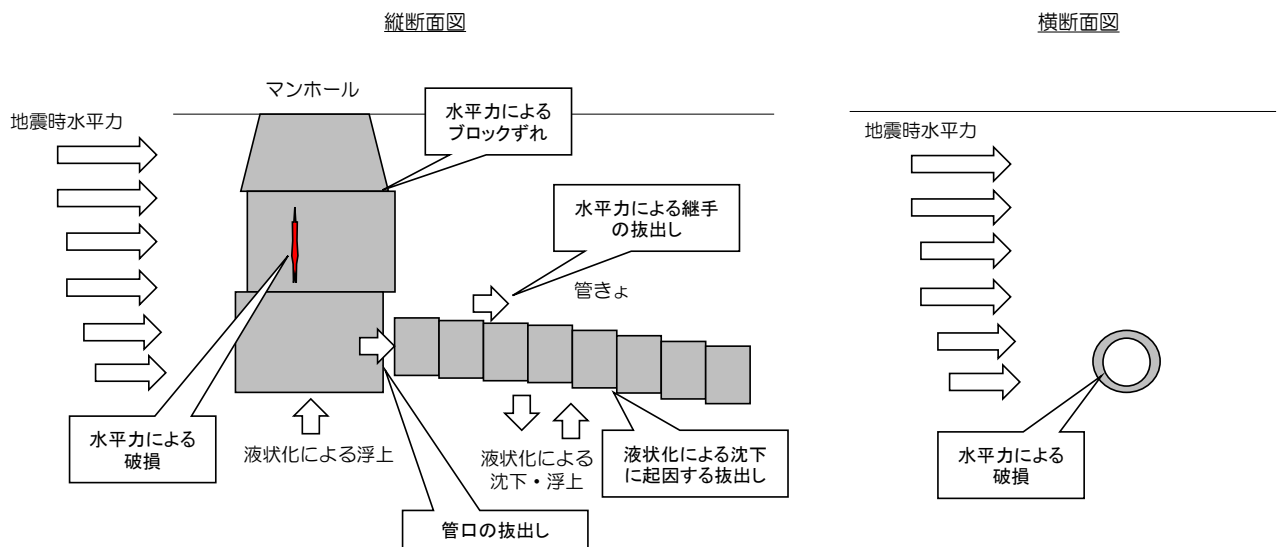 縦断面図
横断面図
マンホール
地震時水平力
水平力による
ブロックずれ
地震時水平力
水平力による継手
の抜出し
管きょ
水平力による
破損
液状化による浮上
液状化による
沈下・浮上
液状化による沈下
に起因する抜出し
管口の抜出し
水平力による
破損